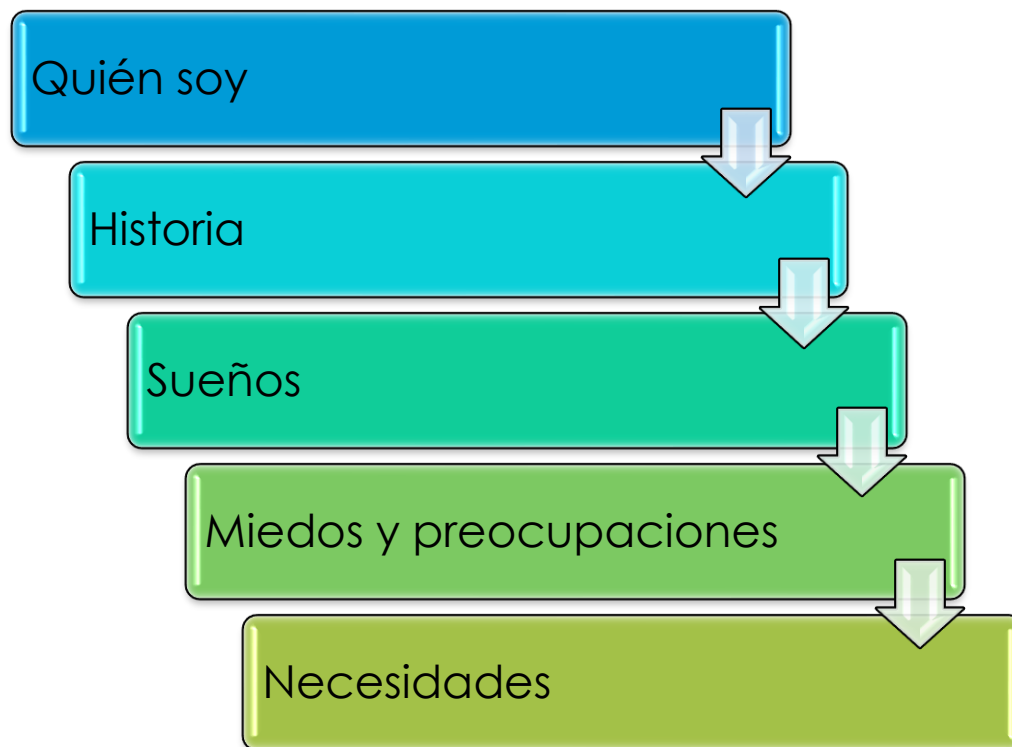 Quién soy
Historia
Sueños
Miedos y preocupaciones
Necesidades